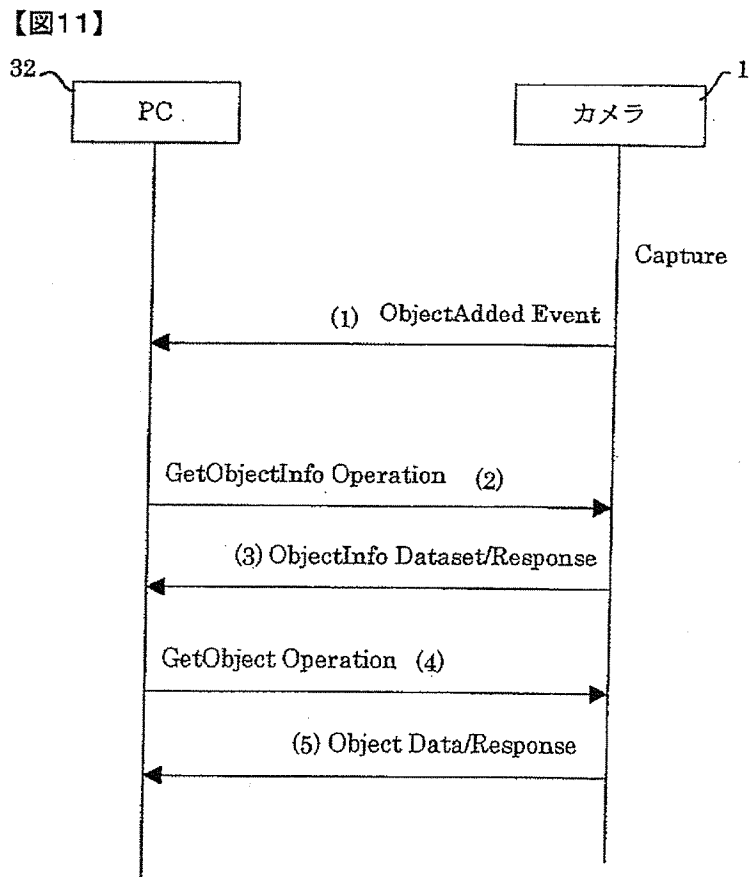 【図11】
32
1
PC
カメラ
Capture
(1) ObjectAdded Event
GetObjectInfo Operation (2)
(3) ObjectInfo Dataset/Response
GetObject Operation (4)
(5) Object Data/Response